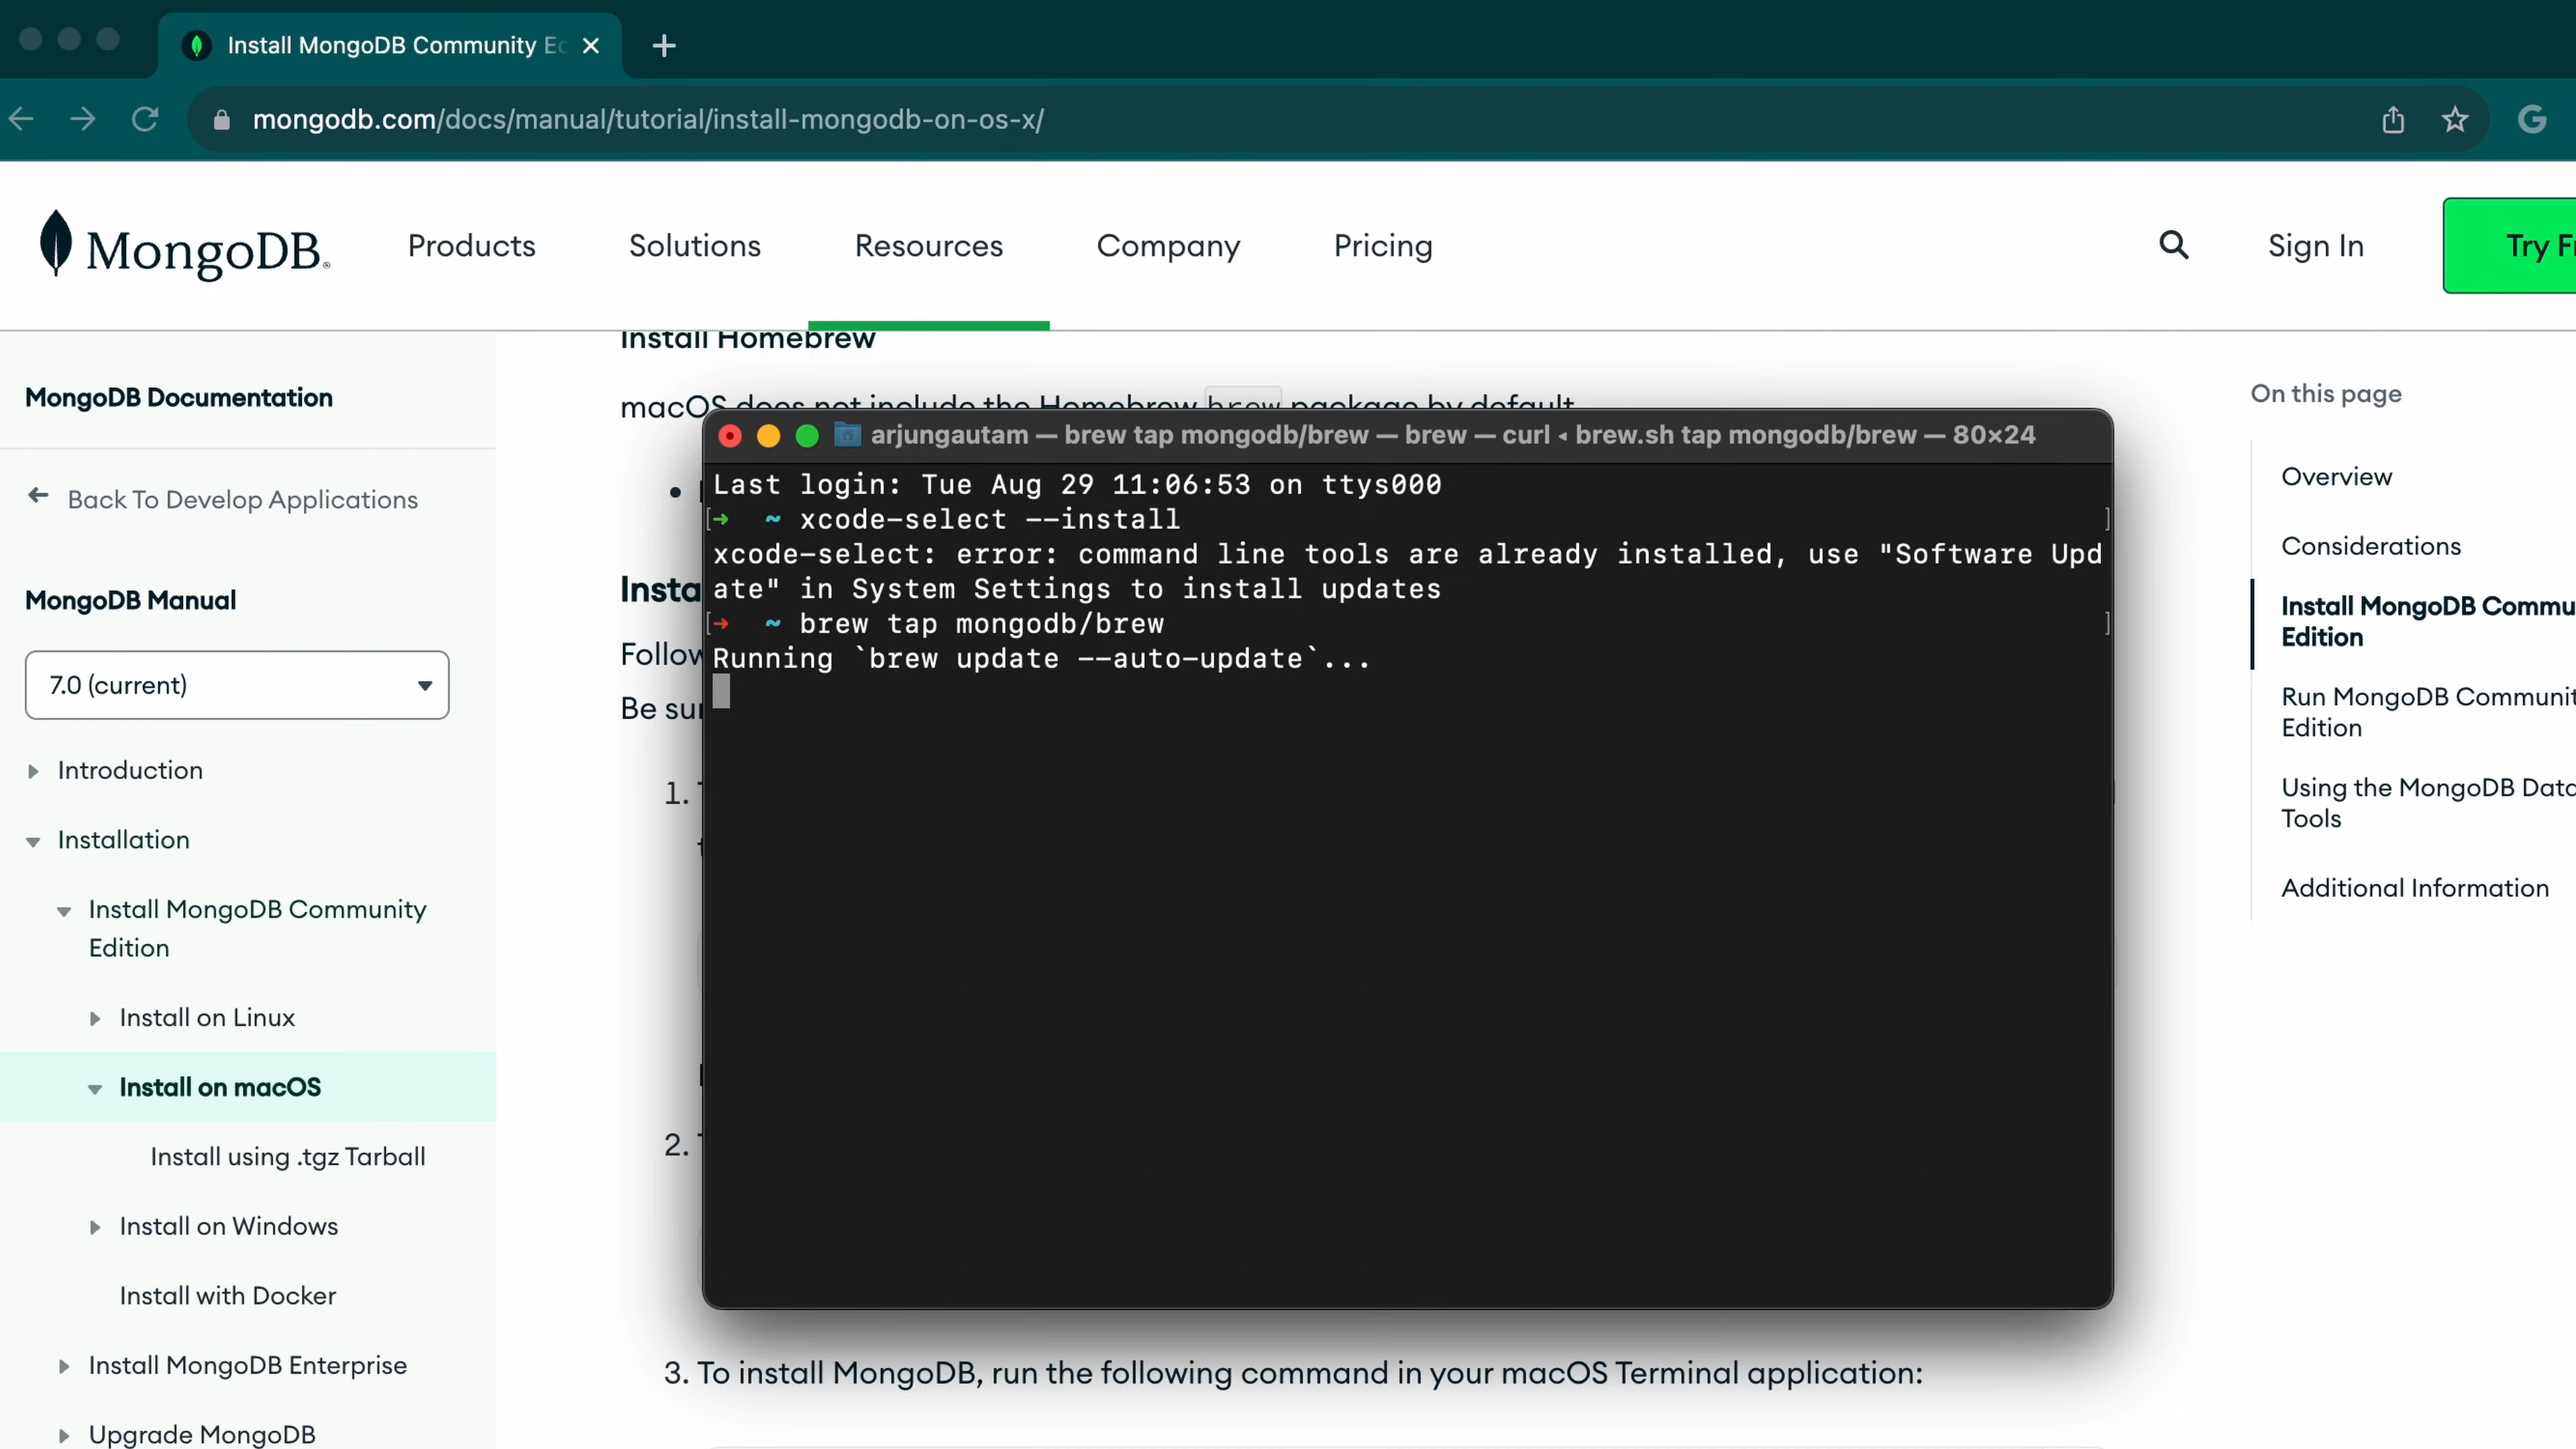 Install MongoDB Community
mongodb.com/docs/manual/tutorial/install-mongodb-on-os-x/
MongoDB®
Products
Solutions
Resources
Company
Pricing
Sign In
Try
Install Homebrew
macOS does not include the Homebrew brew package by default
MongoDB Documentation
Back To Develop Applications
MongoDB Manual
7.0 (current)
Introduction
Installation
Install MongoDB Community
Edition
Install on Linux
Install on macOS
Install using .tgz Tarball
Install on Windows
Install with Docker
Install MongoDB Enterprise
Upgrade MongoDB
Be
1.
2.
arjungautam — brew tap mongodb/brew — brew — curl ◂ brew.sh tap mongodb/brew — 80×24
Last login: Tue Aug 29 11:06:53 on ttys000
[➜  ~ xcode-select --install ]
xcode-select: error: command line tools are already installed, use "Software Upd
ate" in System Settings to install updates
[➜  ~ brew tap mongodb/brew ]
Running `brew update --auto-update`...
3. To install MongoDB, run the following command in your macOS Terminal application:
On this page
Overview
Considerations
Install MongoDB
Edition
Run MongoDB
Edition
Using the MongoDB
Tools
Additional Information